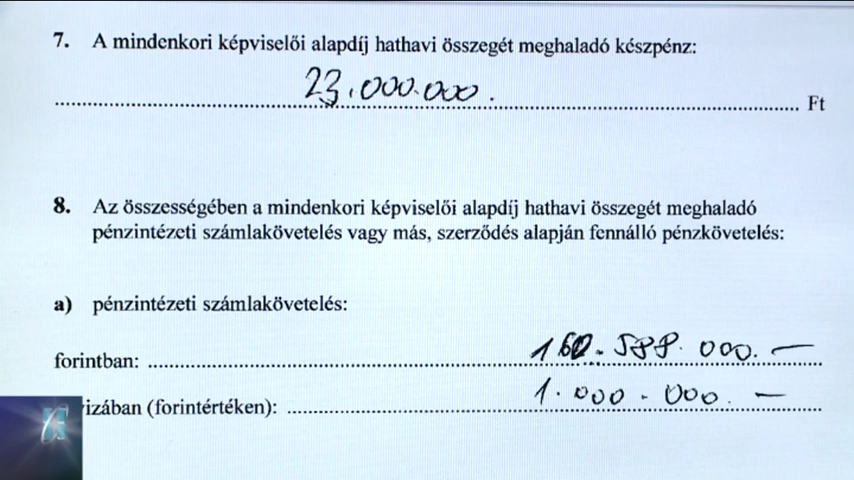 7. A mindenkori képviselői alapdíj hathavi összegét meghaladó készpénz:
23.000.000.
Ft
8. Az összességében a mindenkori képviselői alapdíj hathavi összegét meghaladó
pénzintézeti számlakövetelés vagy más, szerződés alapján fennálló pénzkövetelés:
a) pénzintézeti számlakövetelés:
forintban: 588.000.—
izában (forintértéken): 1.000.000.—